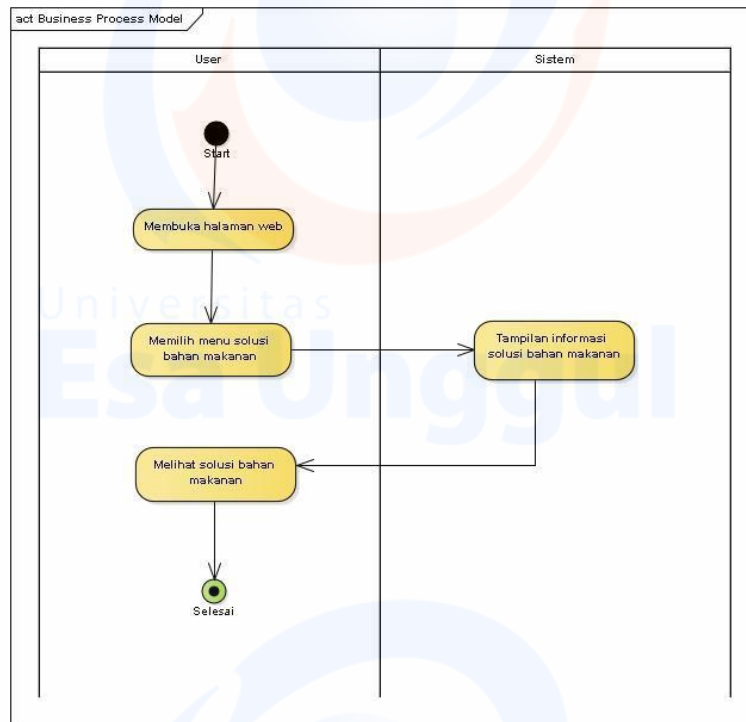 act Business Process Model
User
Sistem
Start
Membuka halaman web
Universitas
Esa Unggul
Memilih menu solusi
bahan makanan
Tampilan informasi
solusi bahan makanan
Melihat solusi bahan
makanan
Selesai